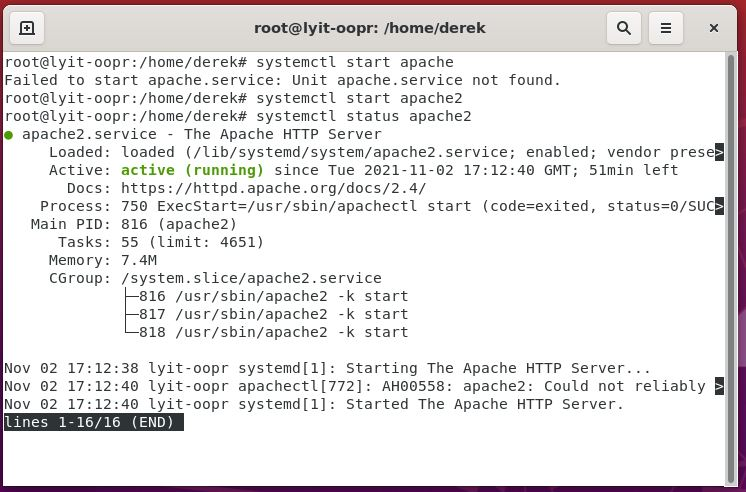 root@lyit-oopr: /home/derek
root@lyit-oopr:/home/derek# systemctl start apache
Failed to start apache.service: Unit apache.service not found.
root@lyit-oopr:/home/derek# systemctl start apache2
root@lyit-oopr:/home/derek# systemctl status apache2
● apache2.service - The Apache HTTP Server
     Loaded: loaded (/lib/systemd/system/apache2.service; enabled; vendor prese>
     Active: active (running) since Tue 2021-11-02 17:12:40 GMT; 51min left
       Docs: https://httpd.apache.org/docs/2.4/
    Process: 750 ExecStart=/usr/sbin/apachectl start (code=exited, status=0/SUC>
   Main PID: 816 (apache2)
      Tasks: 55 (limit: 4651)
     Memory: 7.4M
     CGroup: /system.slice/apache2.service
             ├─816 /usr/sbin/apache2 -k start
             ├─817 /usr/sbin/apache2 -k start
             └─818 /usr/sbin/apache2 -k start
Nov 02 17:12:38 lyit-oopr systemd[1]: Starting The Apache HTTP Server...
Nov 02 17:12:40 lyit-oopr apachectl[772]: AH00558: apache2: Could not reliably >
Nov 02 17:12:40 lyit-oopr systemd[1]: Started The Apache HTTP Server.
lines 1-16/16 (END)